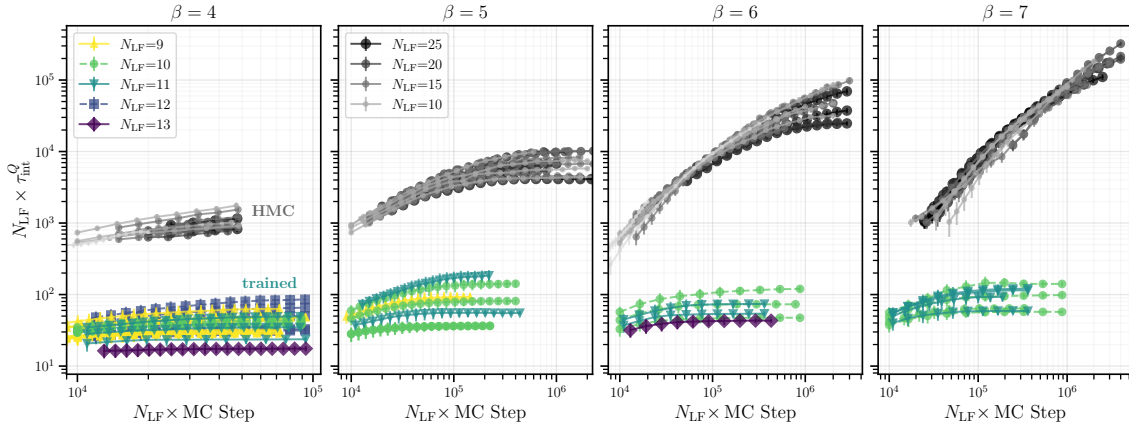 β = 4
β = 5
β = 6
β = 7
N_LF=9
N_LF=10
N_LF=11
N_LF=12
N_LF=13
N_LF=25
N_LF=20
N_LF=15
N_LF=10
HMC
trained
N_LF × τ_int^Q
10^5
10^4
10^3
10^2
10^1
10^4 10^5
10^4 10^5 10^6
10^4 10^5 10^6
10^4 10^5 10^6
N_LF× MC Step
N_LF× MC Step
N_LF× MC Step
N_LF× MC Step